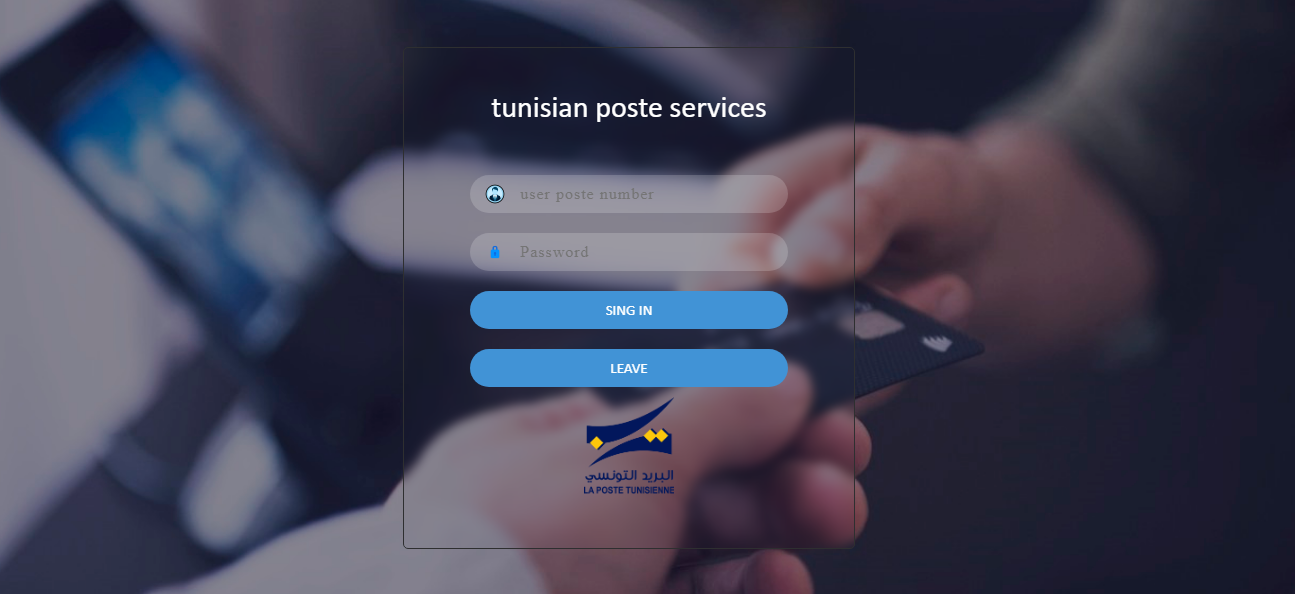 tunisian poste services
user poste number
Password
SING IN
LEAVE
البريد التونسي
LA POSTE TUNISIENNE